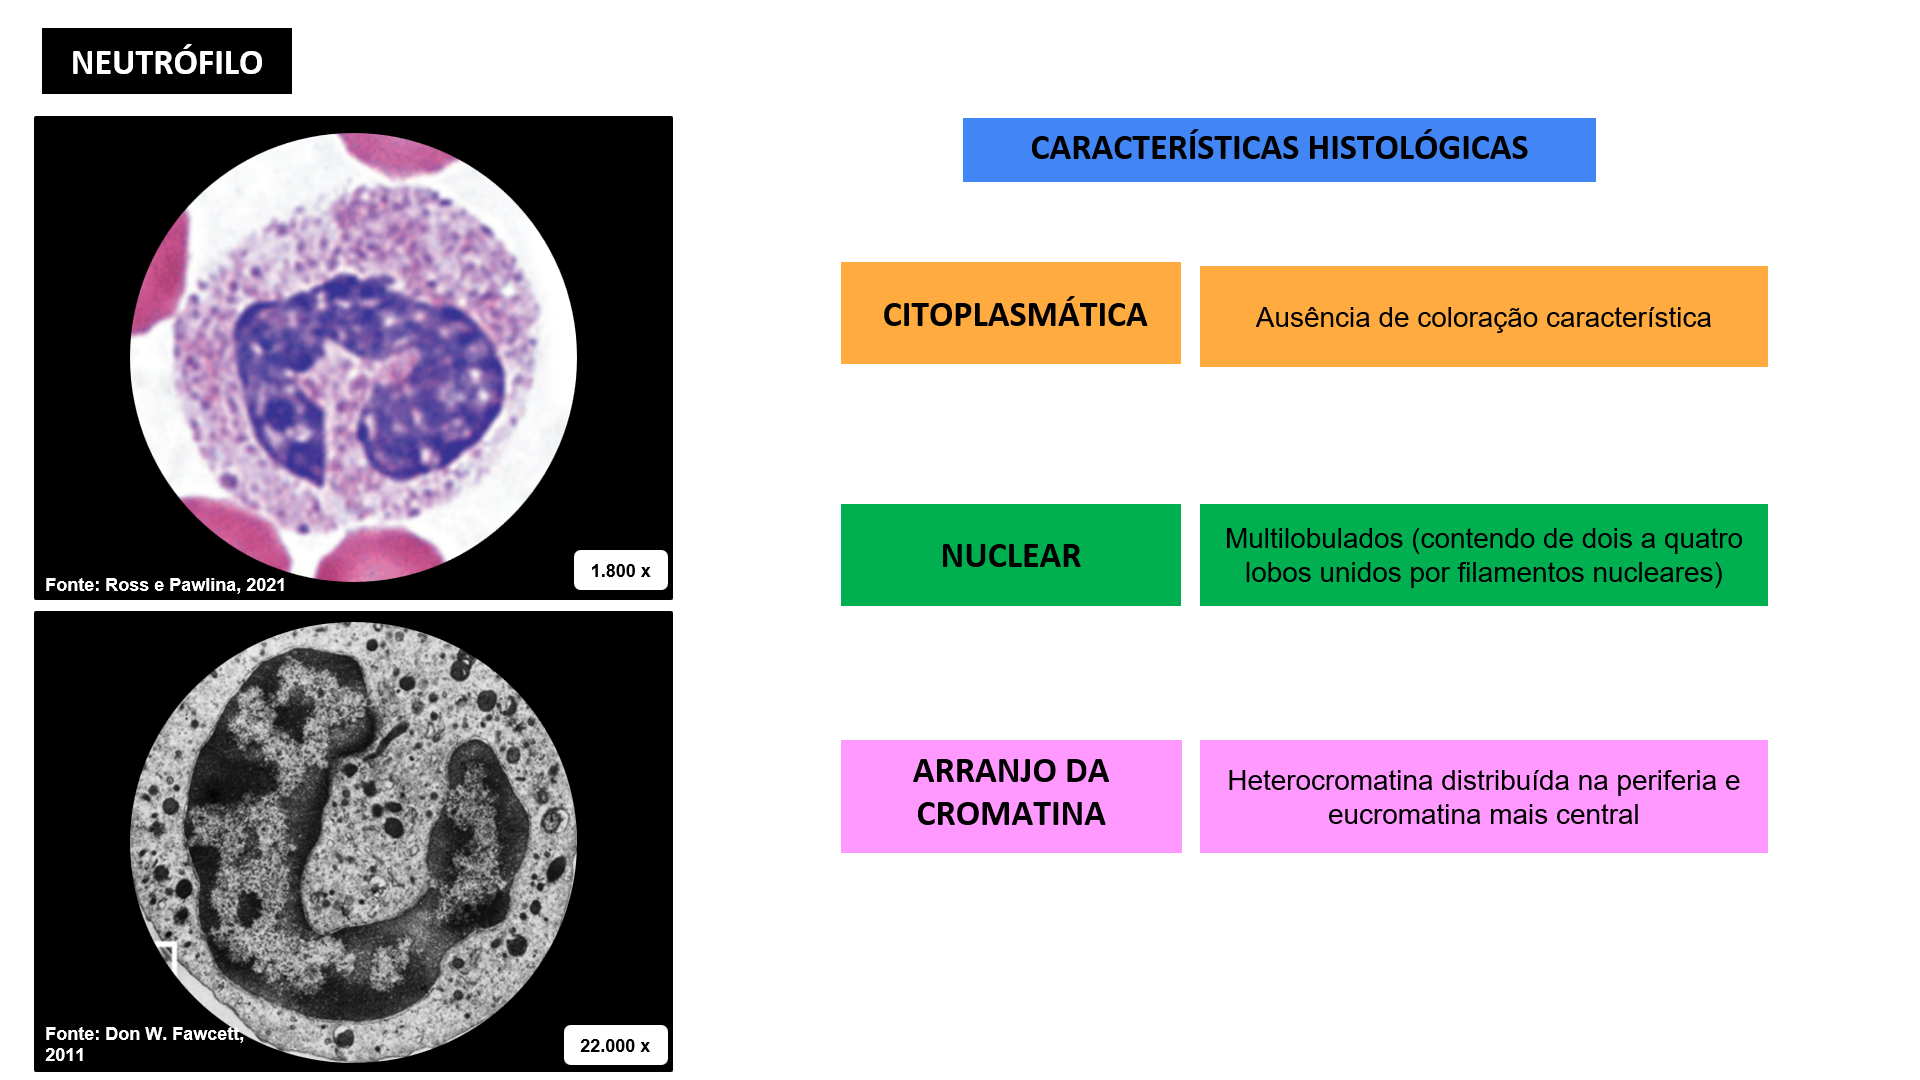 NEUTRÓFILO
Fonte: Ross e Pawlina, 2021
1.800 x
Fonte: Don W. Fawcett,
2011
22.000 x
CARACTERÍSTICAS HISTOLÓGICAS
CITOPLASMÁTICA
Ausência de coloração característica
NUCLEAR
Multilobulados (contendo de dois a quatro
lobos unidos por filamentos nucleares)
ARRANJO DA
CROMATINA
Heterocromatina distribuída na periferia e
eucromatina mais central